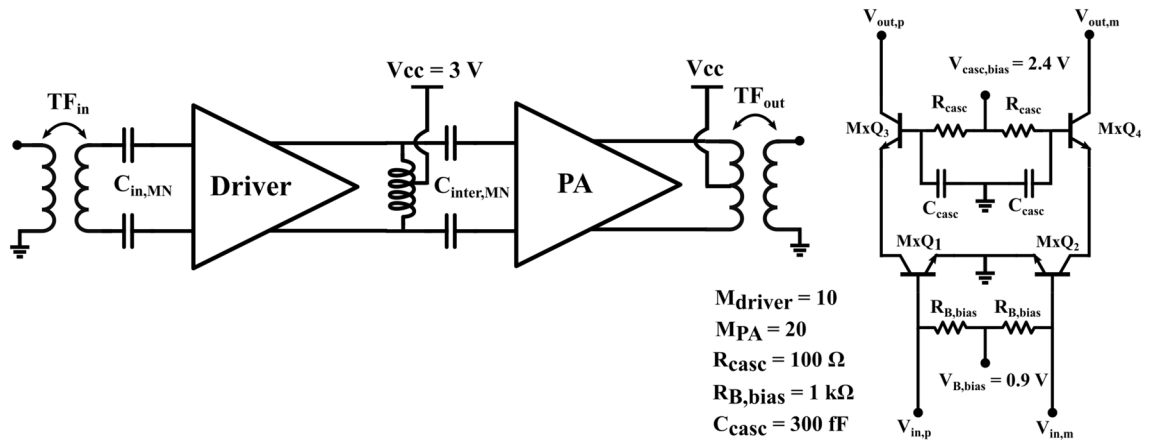 TFin
Cin,MN
Driver
Vcc = 3 V
Cinter,MN
PA
Vcc
TFout
Mdriver = 10
MPA = 20
Rcasc = 100 Ω
RB,bias = 1 kΩ
Ccasc = 300 fF
Vout,p
Vout,m
Vcasc,bias = 2.4 V
Rcasc
Rcasc
MxQ3
MxQ4
Ccasc
Ccasc
MxQ1
MxQ2
RB,bias
RB,bias
VB,bias = 0.9 V
Vin,p
Vin,m